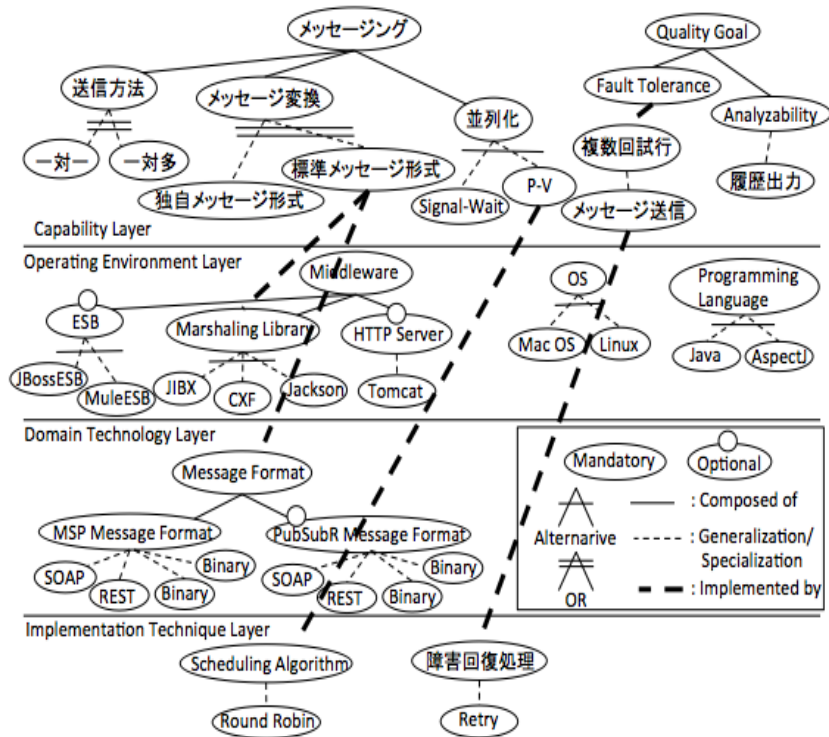 メッセージング
Quality Goal
送信方法
メッセージ変換
Fault Tolerance
並列化
Analyzability
一対一
一対多
標準メッセージ形式
複数回試行
独自メッセージ形式
Signal-Wait
P-V
履歴出力
メッセージ送信
Capability Layer
Operating Environment Layer
Middleware
OS
Programming
Language
ESB
Marshaling Library
HTTP Server
Mac OS
Linux
Java
AspectJ
JBossESB
MuleESB
JIBX
CXF
Jackson
Tomcat
Domain Technology Layer
Message Format
Mandatory
Optional
Alternarive
: Composed of
: Generalization/
Specialization
OR
: Implemented by
MSP Message Format
PubSubR Message Format
SOAP
REST
Binary
Binary
SOAP
REST
Binary
Binary
Implementation Technique Layer
Scheduling Algorithm
障害回復処理
Round Robin
Retry